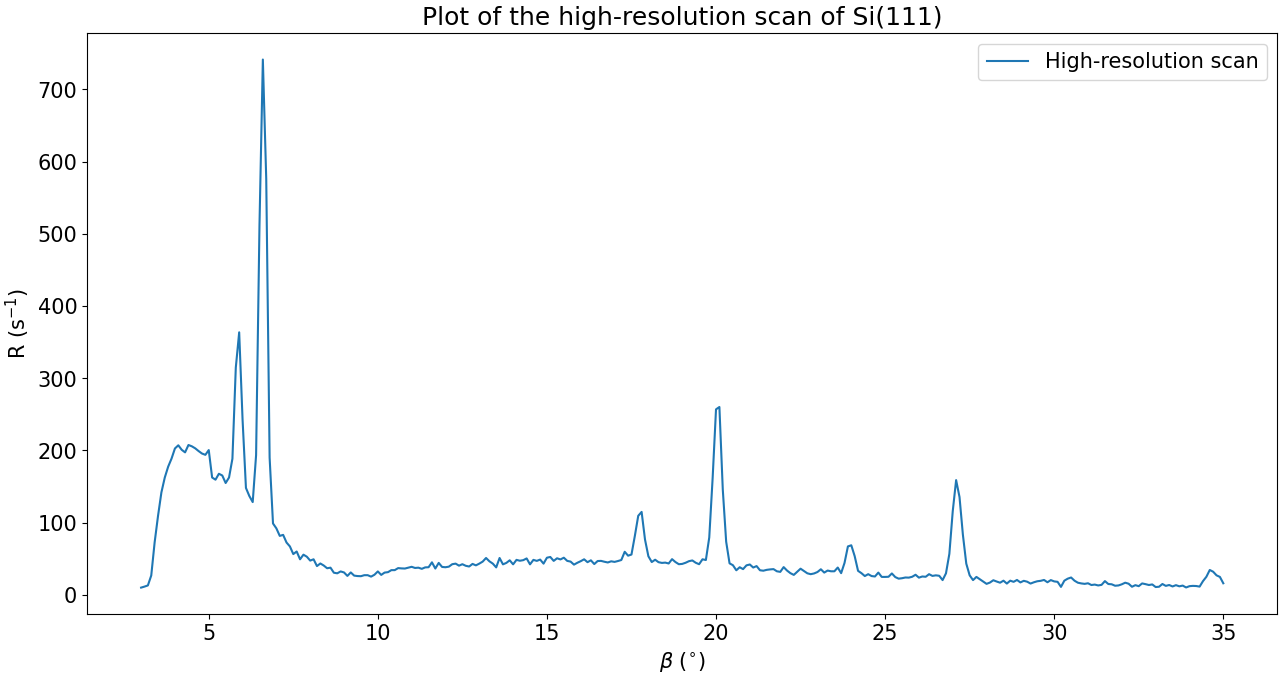 Plot of the high-resolution scan of Si(111)
High-resolution scan
R (s⁻¹)
700
600
500
400
300
200
100
0
5 10 15 20 25 30 35
β (°)